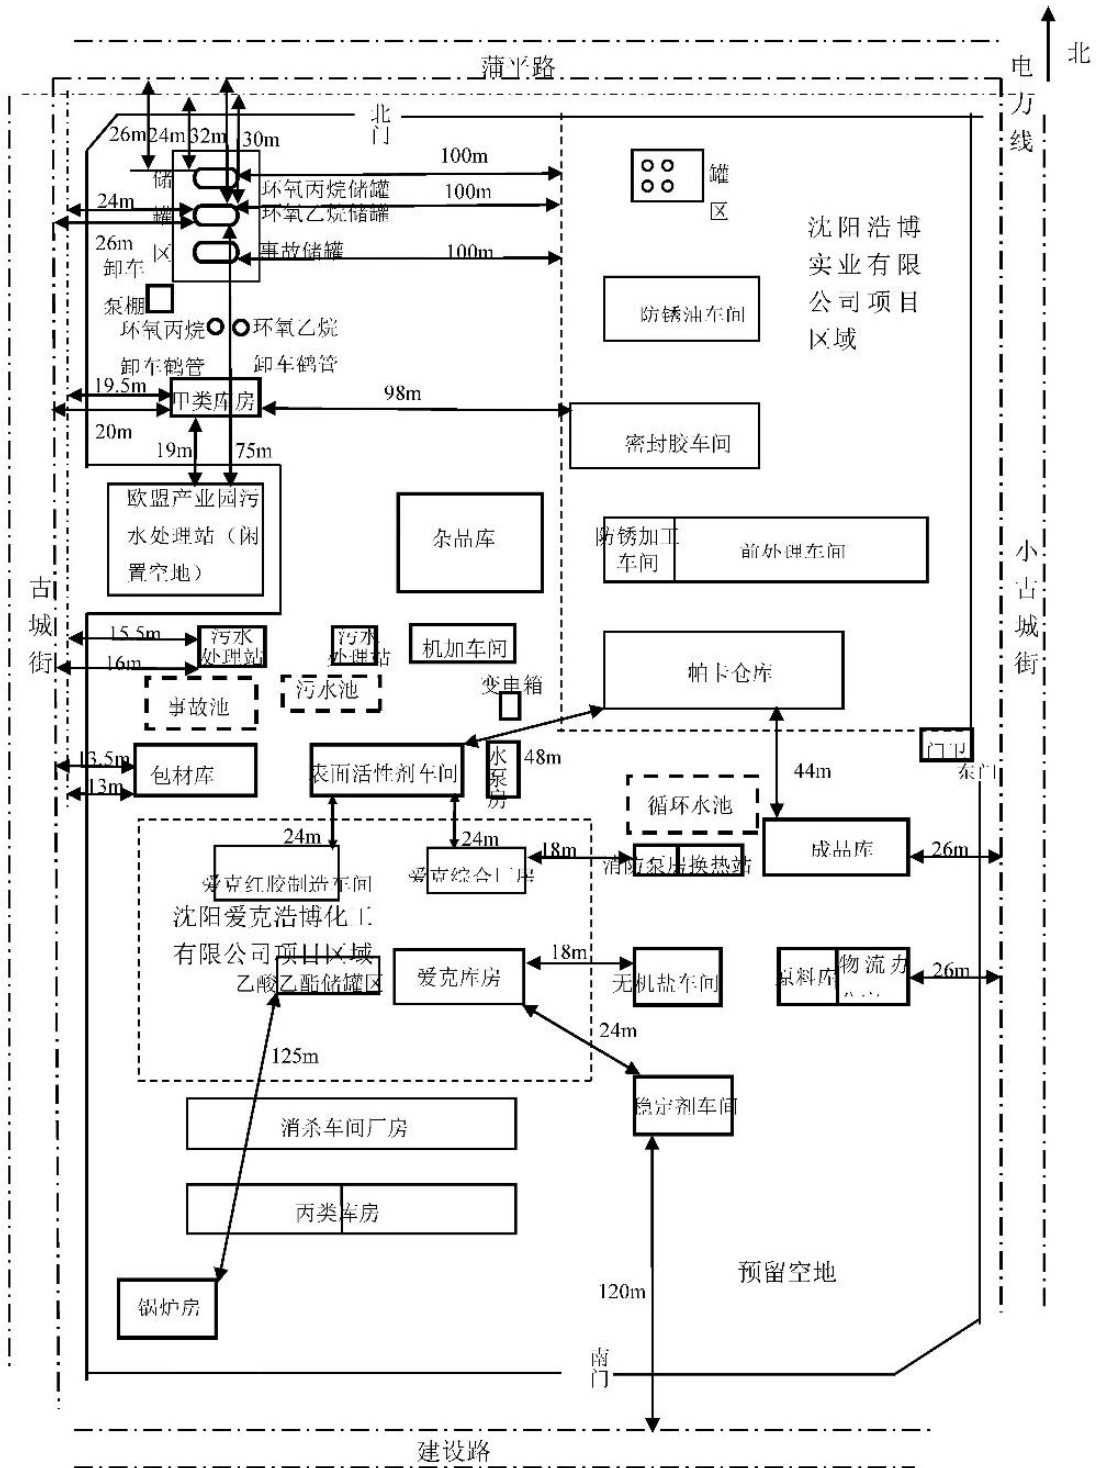 北
蒲平路
电力线
北门
26m
24m
32m
30m
储罐区
环氧丙烷储罐
环氧乙烷储罐
事故储罐
100m
100m
100m
24m
26m
卸车
泵棚
环氧丙烷
卸车鹤管
环氧乙烷
卸车鹤管
罐区
沈阳浩博
实业有限
公司项目
区域
防锈油车间
19.5m
甲类库房
98m
20m
19m
75m
密封胶车间
欧盟产业园污
水处理站（闲
置空地）
杂品库
防锈加工
车间
前处理车间
古城街
小古城街
15.5m
16m
污水
处理站
污水
处理站
机加车间
帕卡仓库
事故池
污水池
变电箱
13.5m
13m
包材库
表面活性剂车间
水泵房
48m
44m
门卫
东门
循环水池
24m
24m
18m
消防泵房
换热站
成品库
26m
爱克红胶制造车间
爱克综合厂房
沈阳爱克浩博化工
有限公司项目区域
乙酸乙酯储罐区
爱克库房
18m
无机盐车间
原料库
物流办
26m
24m
125m
稳定剂车间
消杀车间厂房
丙类库房
120m
预留空地
锅炉房
南门
建设路